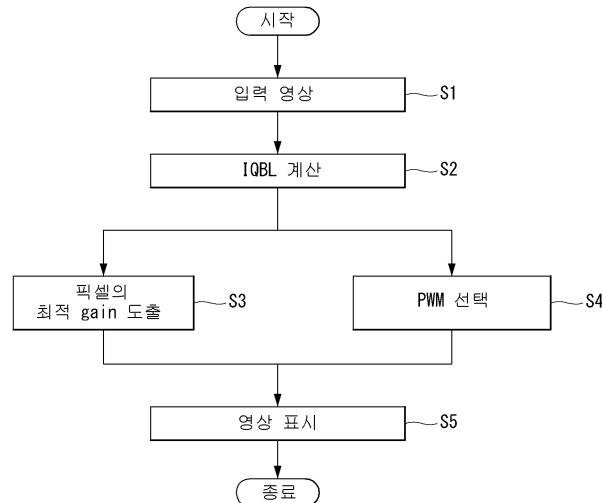 시작
입력 영상
S1
IQBL 계산
S2
픽셀의
최적 gain 도출
S3
PWM 선택
S4
영상 표시
S5
종료